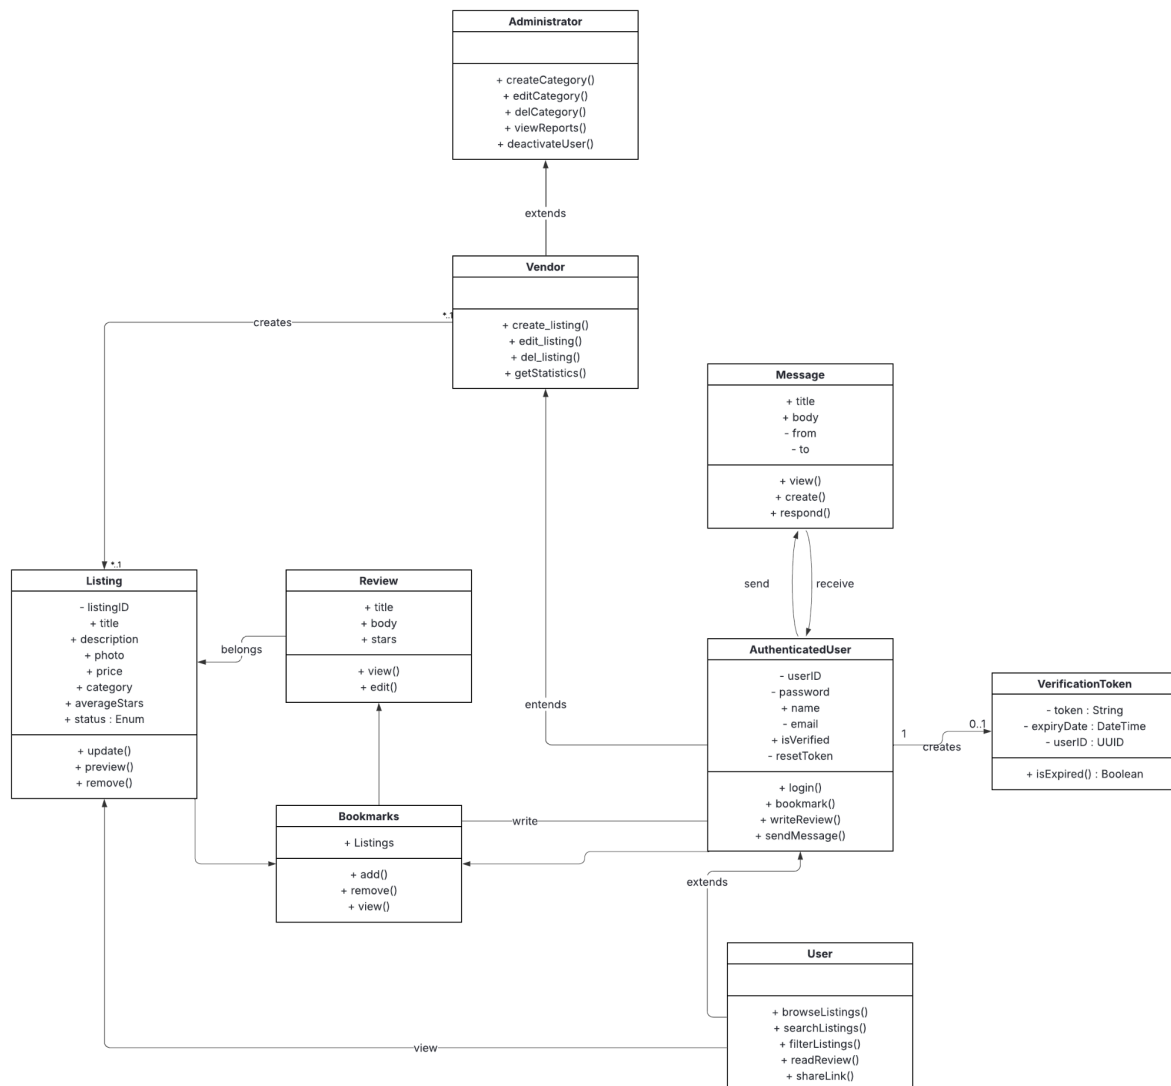 Administrator
+ createCategory()
+ editCategory()
+ delCategory()
+ viewReports()
+ deactivateUser()
extends
Vendor
+ create_listing()
+ edit_listing()
+ del_listing()
+ getStatistics()
*..1
creates
*..1
Message
+ title
+ body
- from
- to
+ view()
+ create()
+ respond()
send
receive
Listing
- listingID
+ title
+ description
+ photo
+ price
+ category
+ averageStars
+ status : Enum
+ update()
+ preview()
+ remove()
belongs
Review
+ title
+ body
+ stars
+ view()
+ edit()
entends
AuthenticatedUser
- userID
- password
+ name
- email
+ isVerified
- resetToken
+ login()
+ bookmark()
+ writeReview()
+ sendMessage()
1
creates
0..1
VerificationToken
- token : String
- expiryDate : DateTime
- userID : UUID
+ isExpired() : Boolean
Bookmarks
+ Listings
+ add()
+ remove()
+ view()
write
extends
User
+ browseListings()
+ searchListings()
+ filterListings()
+ readReview()
+ shareLink()
view